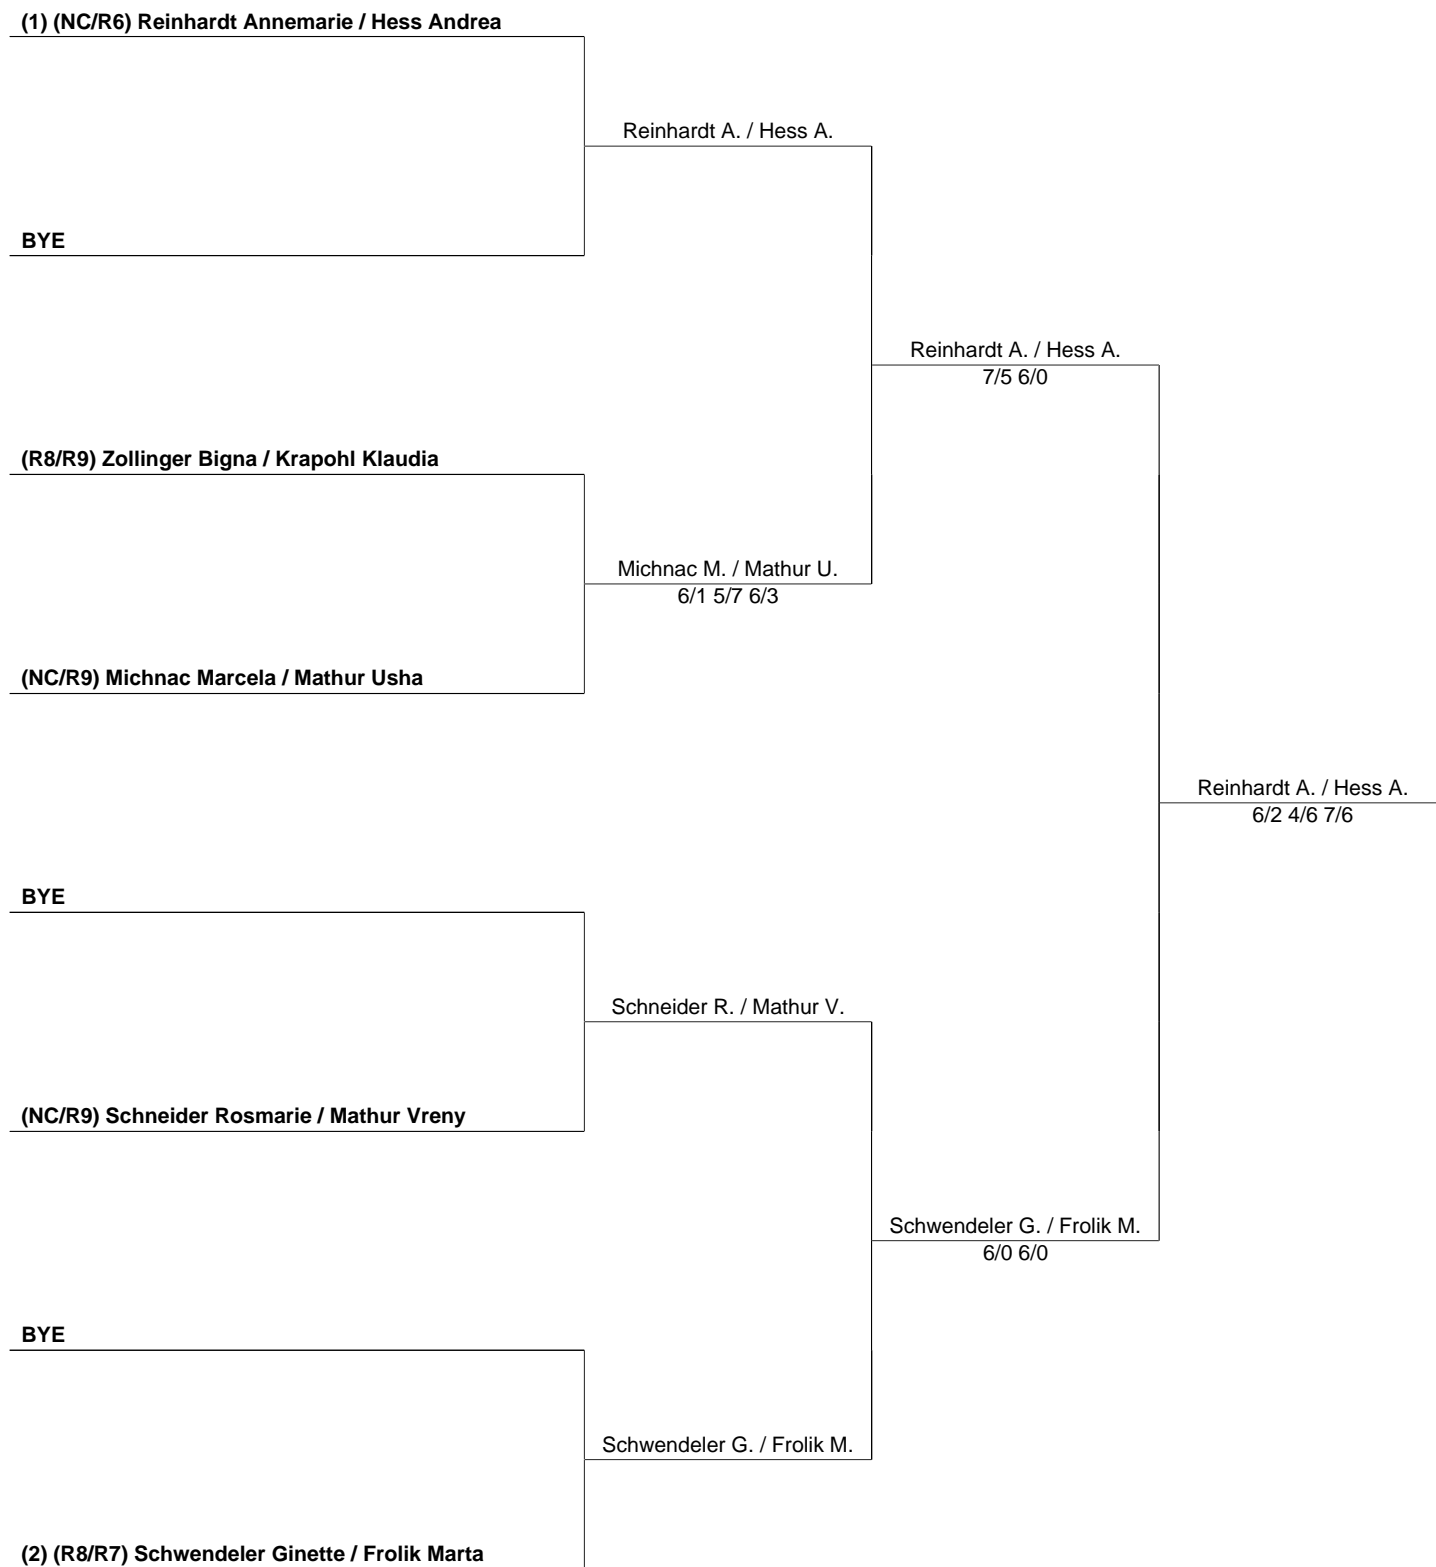 (1) (NC/R6) Reinhardt Annemarie / Hess Andrea
Reinhardt A. / Hess A.
BYE
Reinhardt A. / Hess A.
7/5 6/0
(R8/R9) Zollinger Bigna / Krapohl Klaudia
Michnac M. / Mathur U.
6/1 5/7 6/3
(NC/R9) Michnac Marcela / Mathur Usha
Reinhardt A. / Hess A.
6/2 4/6 7/6
BYE
Schneider R. / Mathur V.
(NC/R9) Schneider Rosmarie / Mathur Vreny
Schwendeler G. / Frolik M.
6/0 6/0
BYE
Schwendeler G. / Frolik M.
(2) (R8/R7) Schwendeler Ginette / Frolik Marta